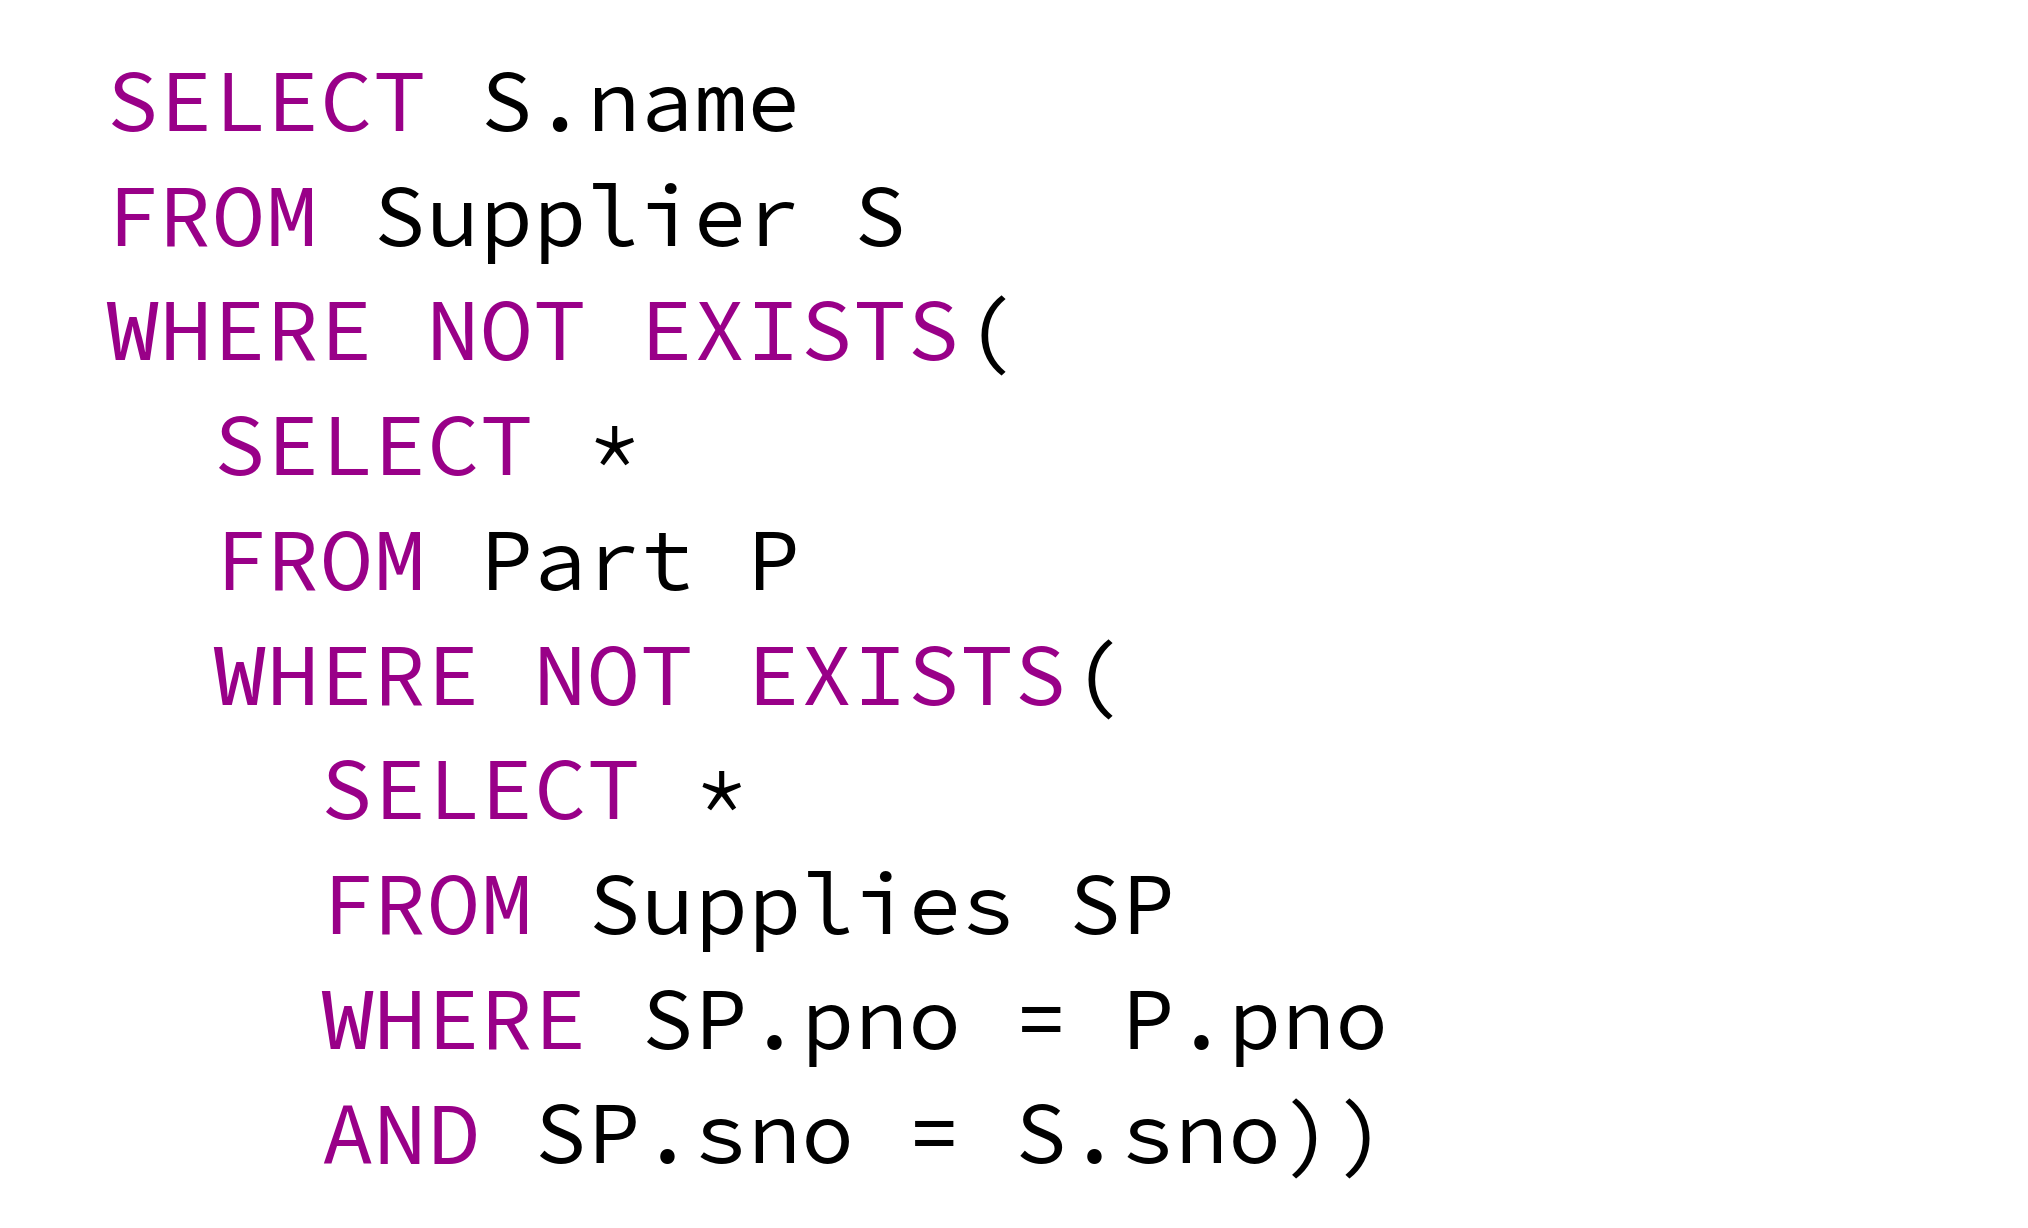 SELECT S.name
FROM Supplier S
WHERE NOT EXISTS(
  SELECT *
  FROM Part P
  WHERE NOT EXISTS(
    SELECT *
    FROM Supplies SP
    WHERE SP.pno = P.pno
    AND SP.sno = S.sno))